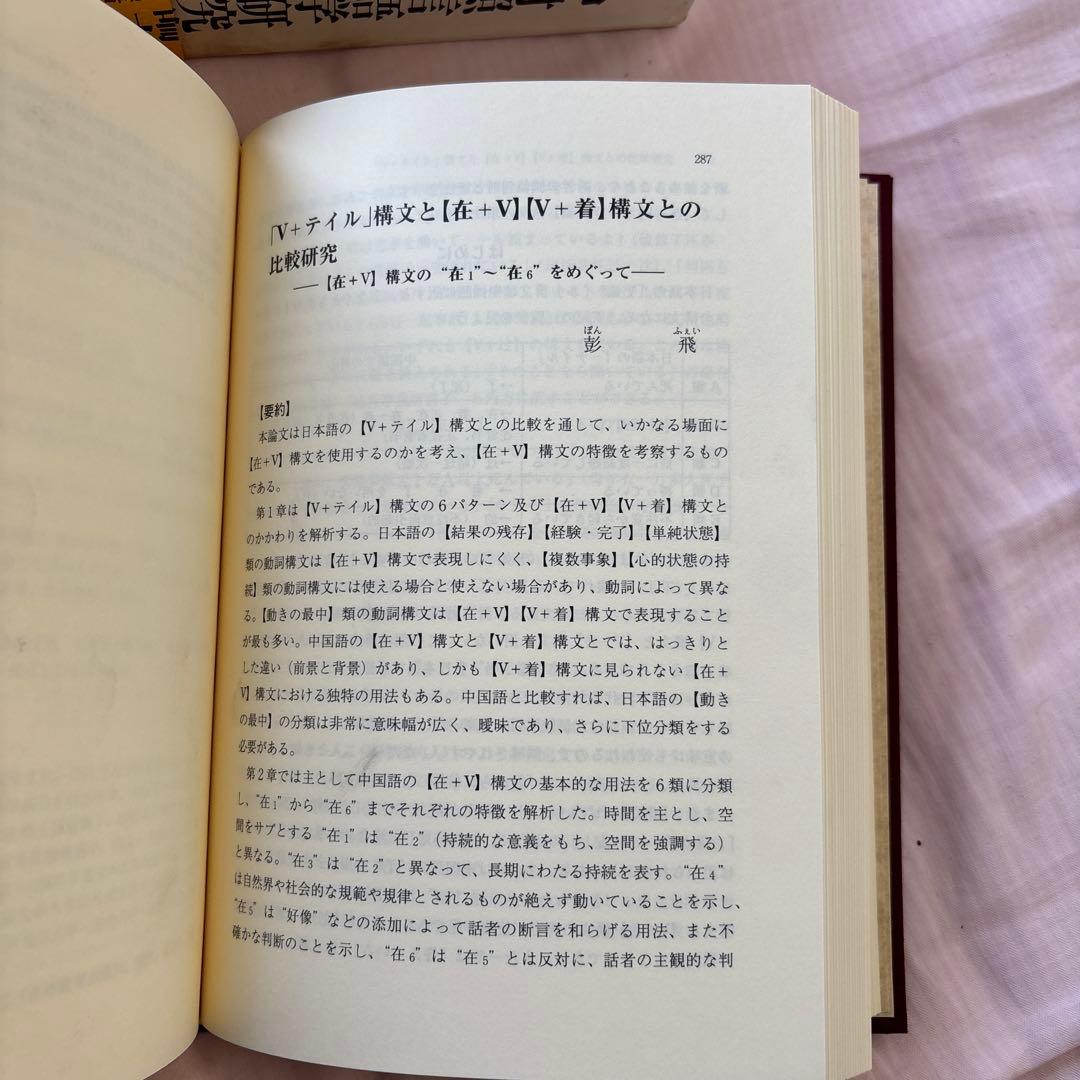 言語学研究
287
「V+テイル」構文と【在+V】【V+着】構文との
比較研究
——【在+V】構文の“在1”～“在6”をめぐって——
ぽん ふぇい
彭 飛
【要約】
本論文は日本語の【V+テイル】構文との比較を通して、いかなる場面に
【在+V】構文を使用するのかを考え、【在+V】構文の特徴を考察するもの
である。
第1章は【V+テイル】構文の6パターン及び【在+V】【V+着】構文と
のかかわりを解析する。日本語の【結果の残存】【経験・完了】【単純状態】
類の動詞構文は【在+V】構文で表現しにくく、【複数事象】【心的状態の持
続】類の動詞構文には使える場合と使えない場合があり、動詞によって異な
る。【動きの最中】類の動詞構文は【在+V】【V+着】構文で表現すること
が最も多い。中国語の【在+V】構文と【V+着】構文とでは、はっきりと
した違い（前景と背景）があり、しかも【V+着】構文に見られない【在+
V】構文における独特の用法もある。中国語と比較すれば、日本語の【動き
の最中】の分類は非常に意味幅が広く、曖昧であり、さらに下位分類をする
必要がある。
第2章では主として中国語の【在+V】構文の基本的な用法を6類に分類
し、“在1”から“在6”までそれぞれの特徴を解析した。時間を主とし、空
間をサブとする“在1”は“在2”（持続的な意義をもち、空間を強調する）
と異なる。“在3”は“在2”と異なって、長期にわたる持続を表す。“在4”
は自然界や社会的な規範や規律とされるものが絶えず動いていることを示し、
“在5”は“好像”などの添加によって話者の断言を和らげる用法、また不
確かな判断のことを示し、“在6”は“在5”とは反対に、話者の主観的な判